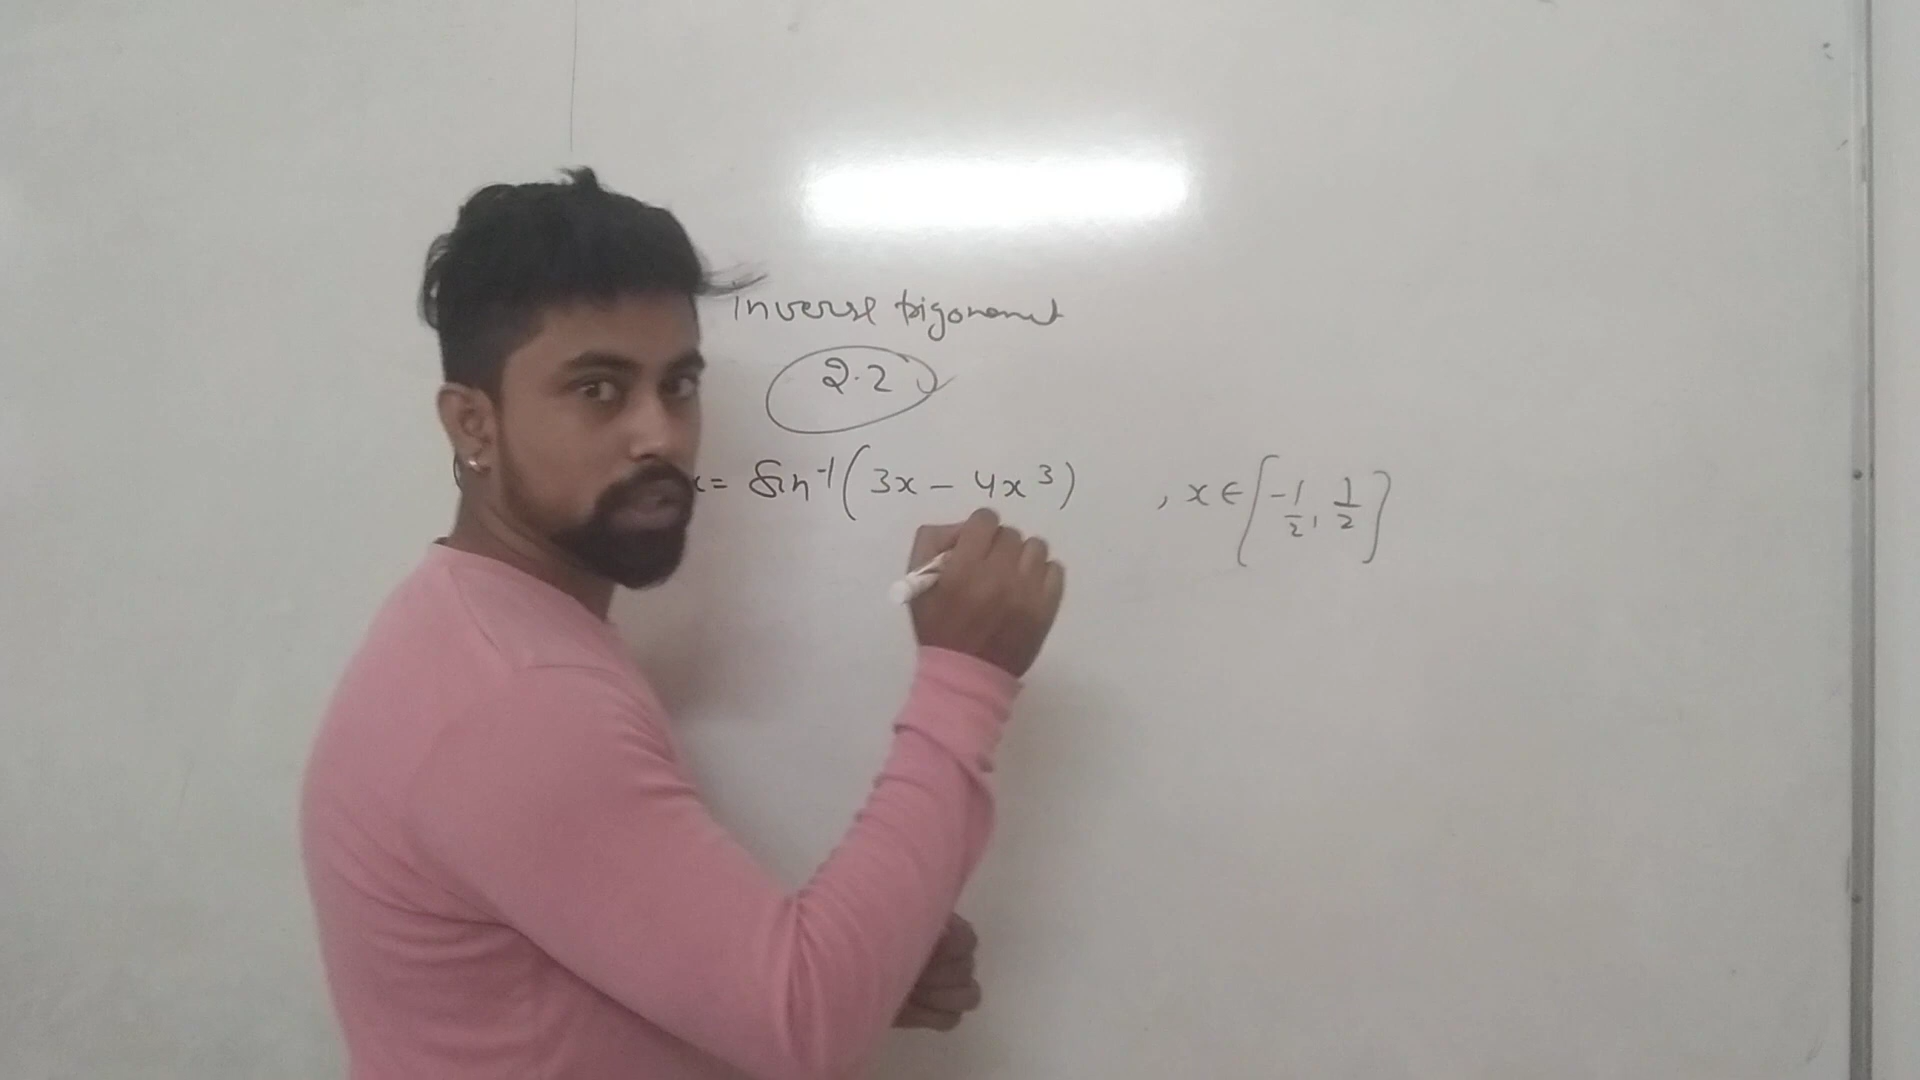 Inverse trigonomet
2.2
x = Sin⁻¹(3x - 4x³) , x ∈ [-1/2, 1/2]